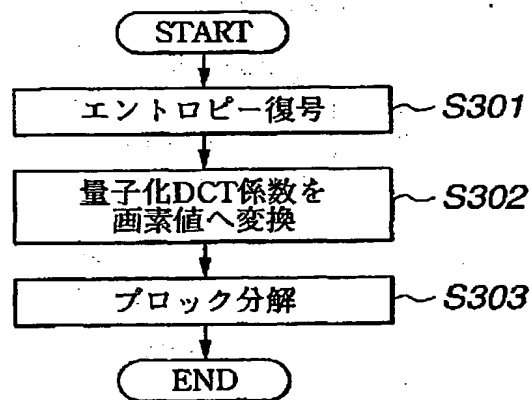 START
エントロピー復号
S301
量子化DCT係数を
画素値へ変換
S302
ブロック分解
S303
END